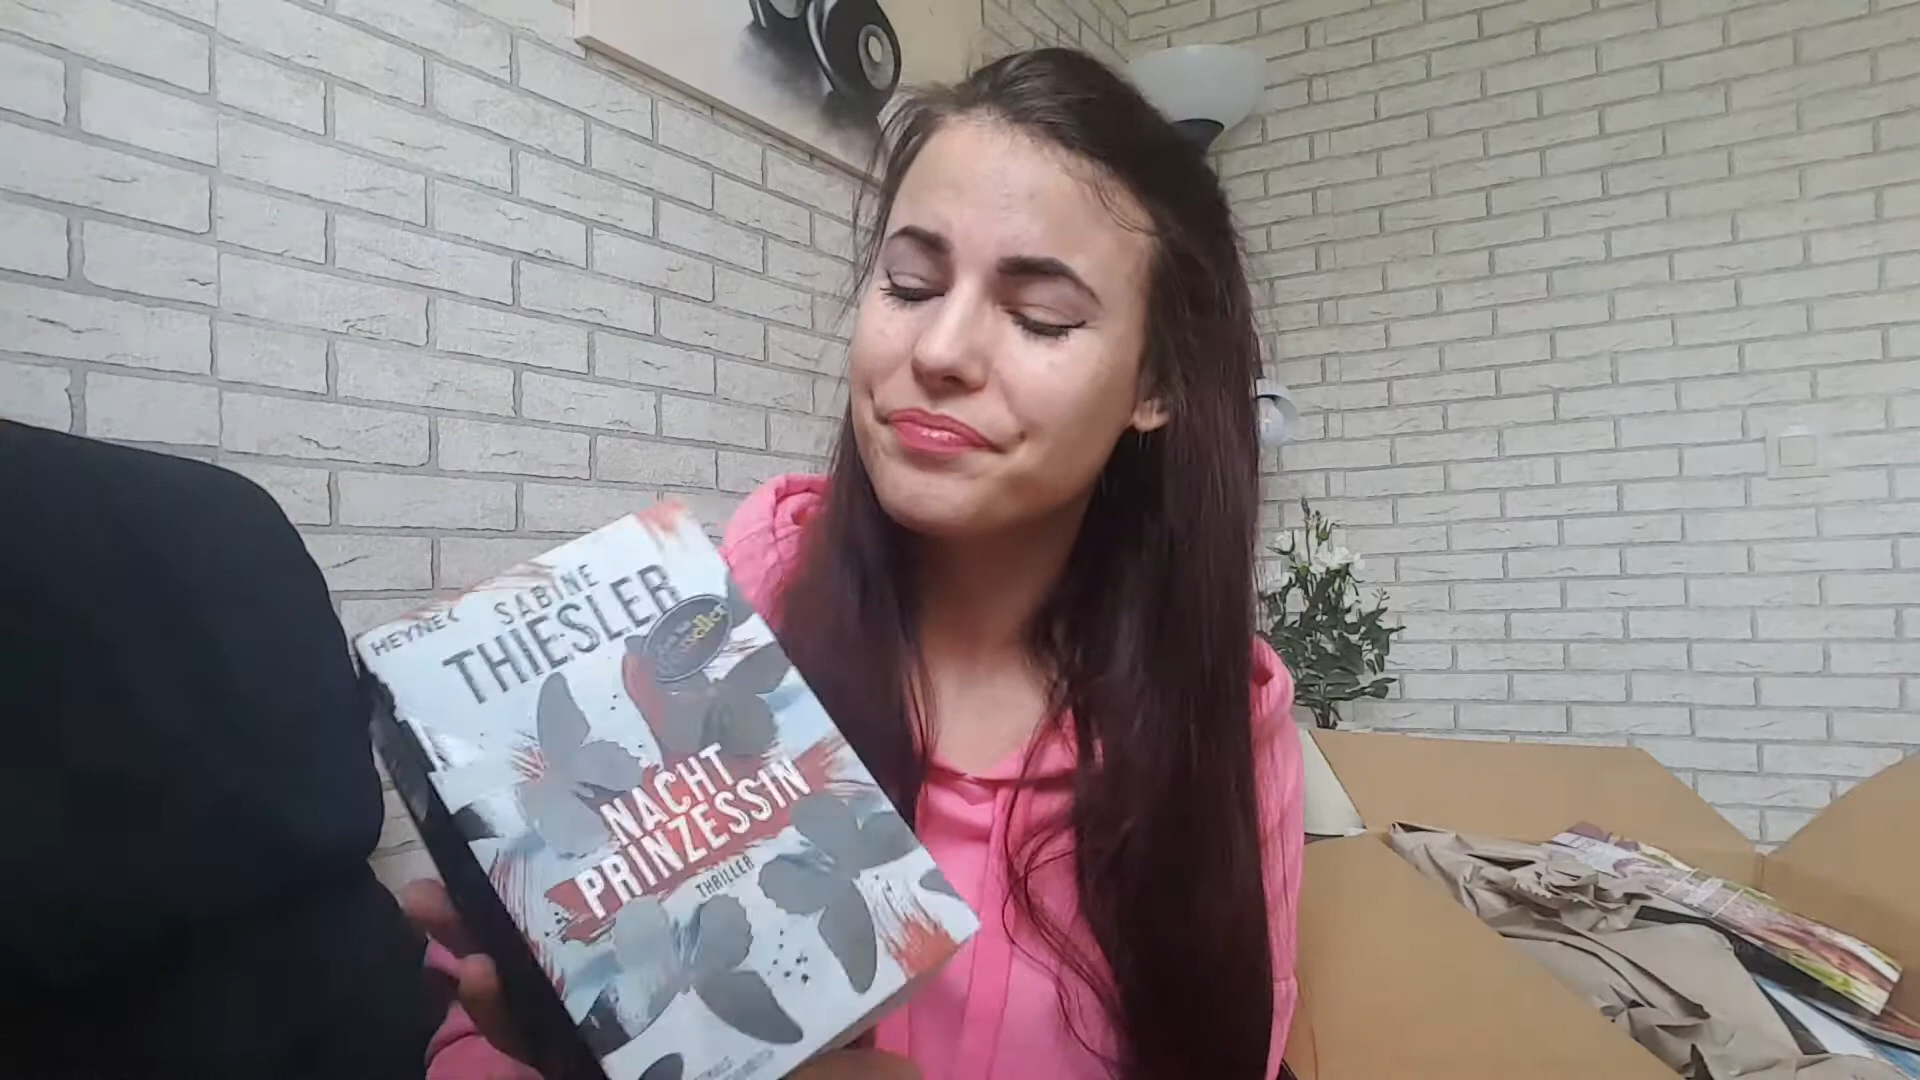 HEYNE<
SABINE
THIESLER
NACHT
PRINZESSIN
THRILLER